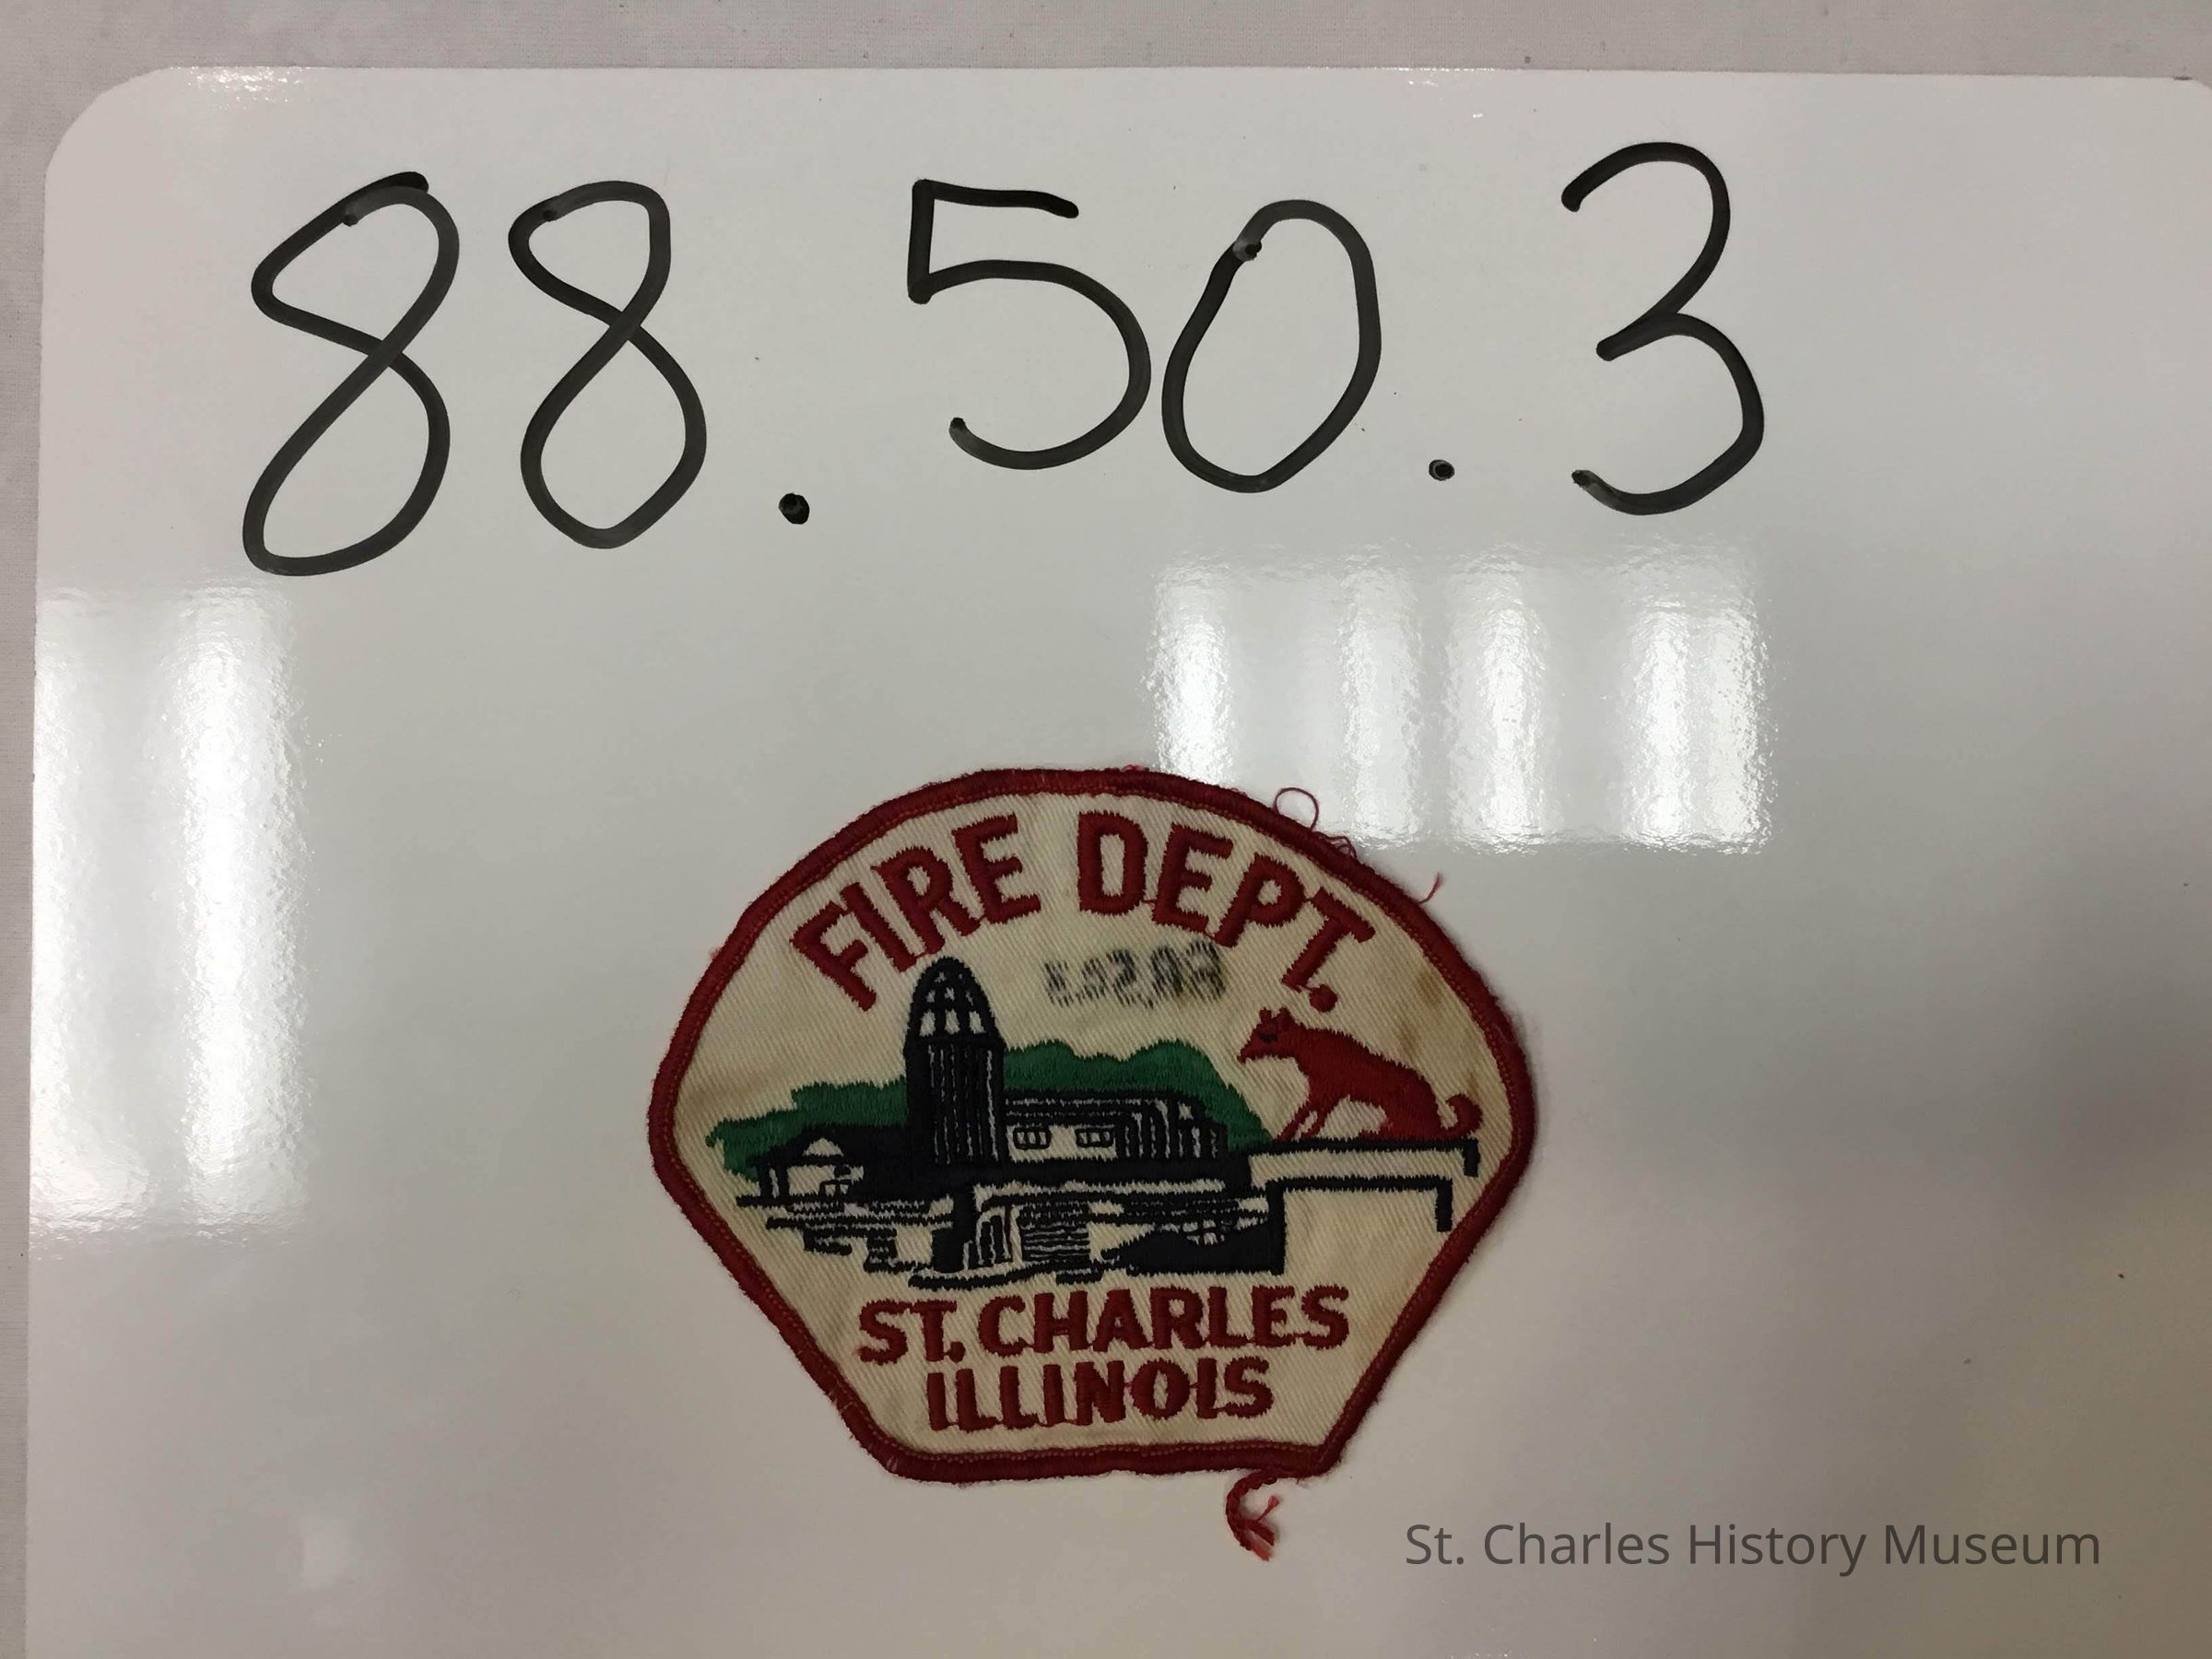 88.50.3
FIRE DEPT.
ST. CHARLES
ILLINOIS
St. Charles History Museum